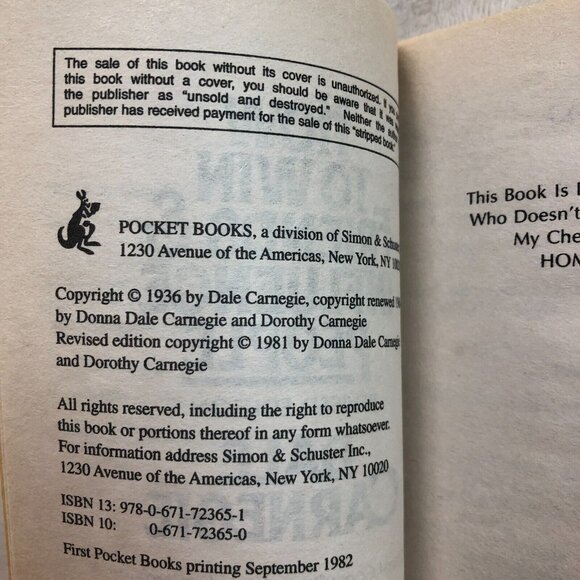 The sale of this book without its cover is unauthorized. If
this book without a cover, you should be aware that it
the publisher as "unsold and destroyed." Neither the
publisher has received payment for the sale of this "stripped book."
POCKET BOOKS, a division of Simon & Schuster
1230 Avenue of the Americas, New York, NY
Copyright © 1936 by Dale Carnegie, copyright renewed
by Donna Dale Carnegie and Dorothy Carnegie
Revised edition copyright © 1981 by Donna Dale Carnegie
and Dorothy Carnegie
All rights reserved, including the right to reproduce
this book or portions thereof in any form whatsoever.
For information address Simon & Schuster Inc.,
1230 Avenue of the Americas, New York, NY 10020
ISBN 13: 978-0-671-72365-1
ISBN 10: 0-671-72365-0
First Pocket Books printing September 1982
This Book Is
Who Doesn't
My
HOM